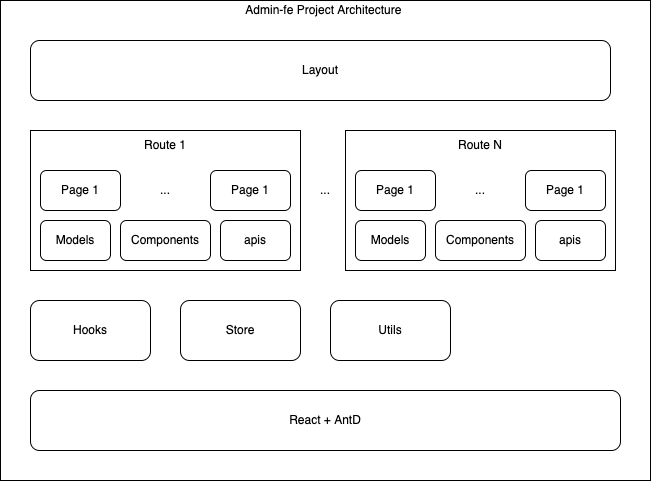 Admin-fe Project Architecture
Layout
Route 1
Page 1
...
Page 1
Models
Components
apis
...
Route N
Page 1
...
Page 1
Models
Components
apis
Hooks
Store
Utils
React + AntD